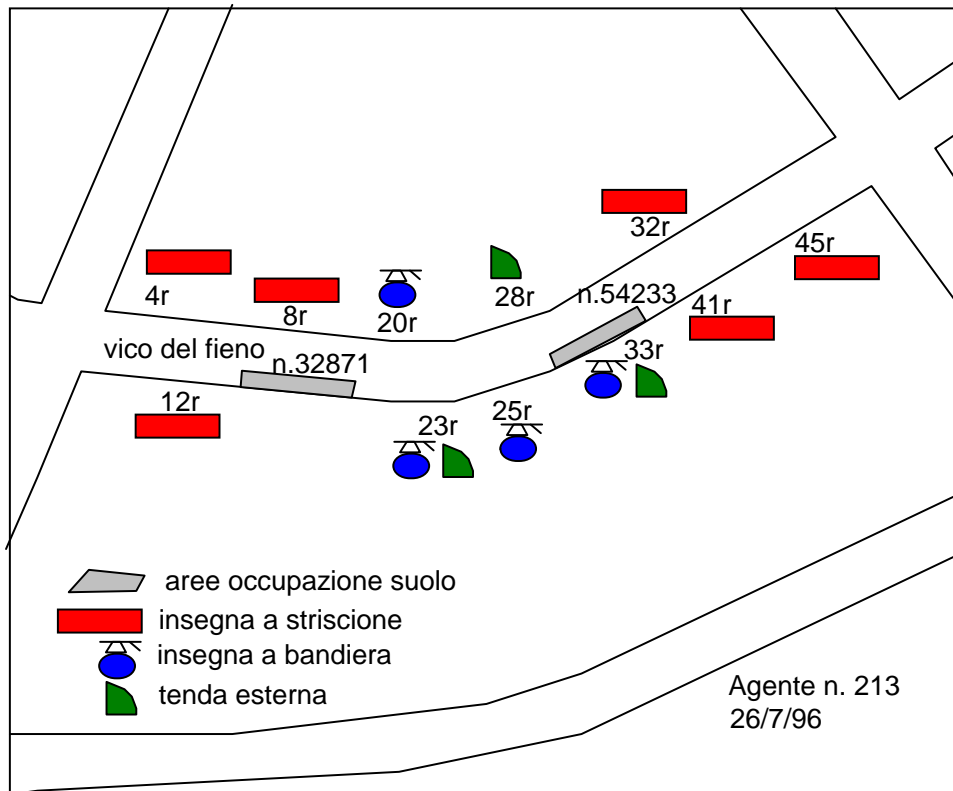 32r
45r
4r
28r
n.54233
8r
20r
41r
vico del fieno
n.32871
33r
12r
23r
25r
aree occupazione suolo
insegna a striscione
insegna a bandiera
tenda esterna
Agente n. 213
26/7/96